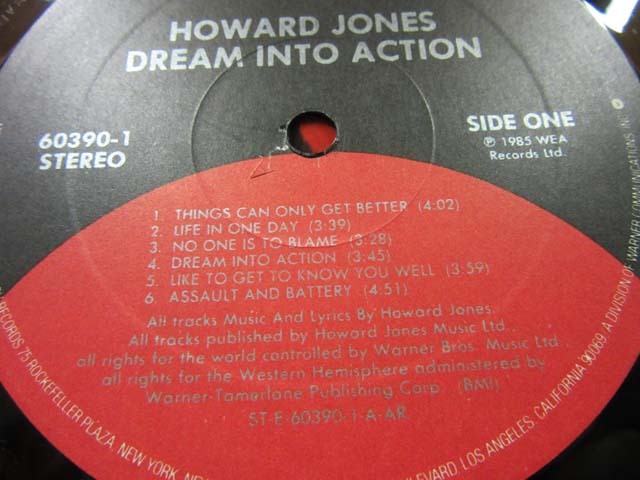 HOWARD JONES
DREAM INTO ACTION
60390-1
STEREO
SIDE ONE
℗ 1985 WEA
Records Ltd.
1. THINGS CAN ONLY GET BETTER (4:02)
2. LIFE IN ONE DAY (3:39)
3. NO ONE IS TO BLAME (3:28)
4. DREAM INTO ACTION (3:45)
5. LIKE TO GET TO KNOW YOU WELL (3:59)
6. ASSAULT AND BATTERY (4:51)
All tracks Music And Lyrics By Howard Jones.
All tracks published by Howard Jones Music Ltd.,
all rights for the world controlled by Warner Bros. Music Ltd.,
all rights for the Western Hemisphere administered by
Warner-Tamerlane Publishing Corp. (BMI)
ST-E-60390-1-A-AR
RECORDS 75 ROCKEFELLER PLAZA, NEW YORK, NEW
LOS ANGELES, CALIFORNIA 90069. A DIVISION OF WARNER COMMUNICATIONS INC.